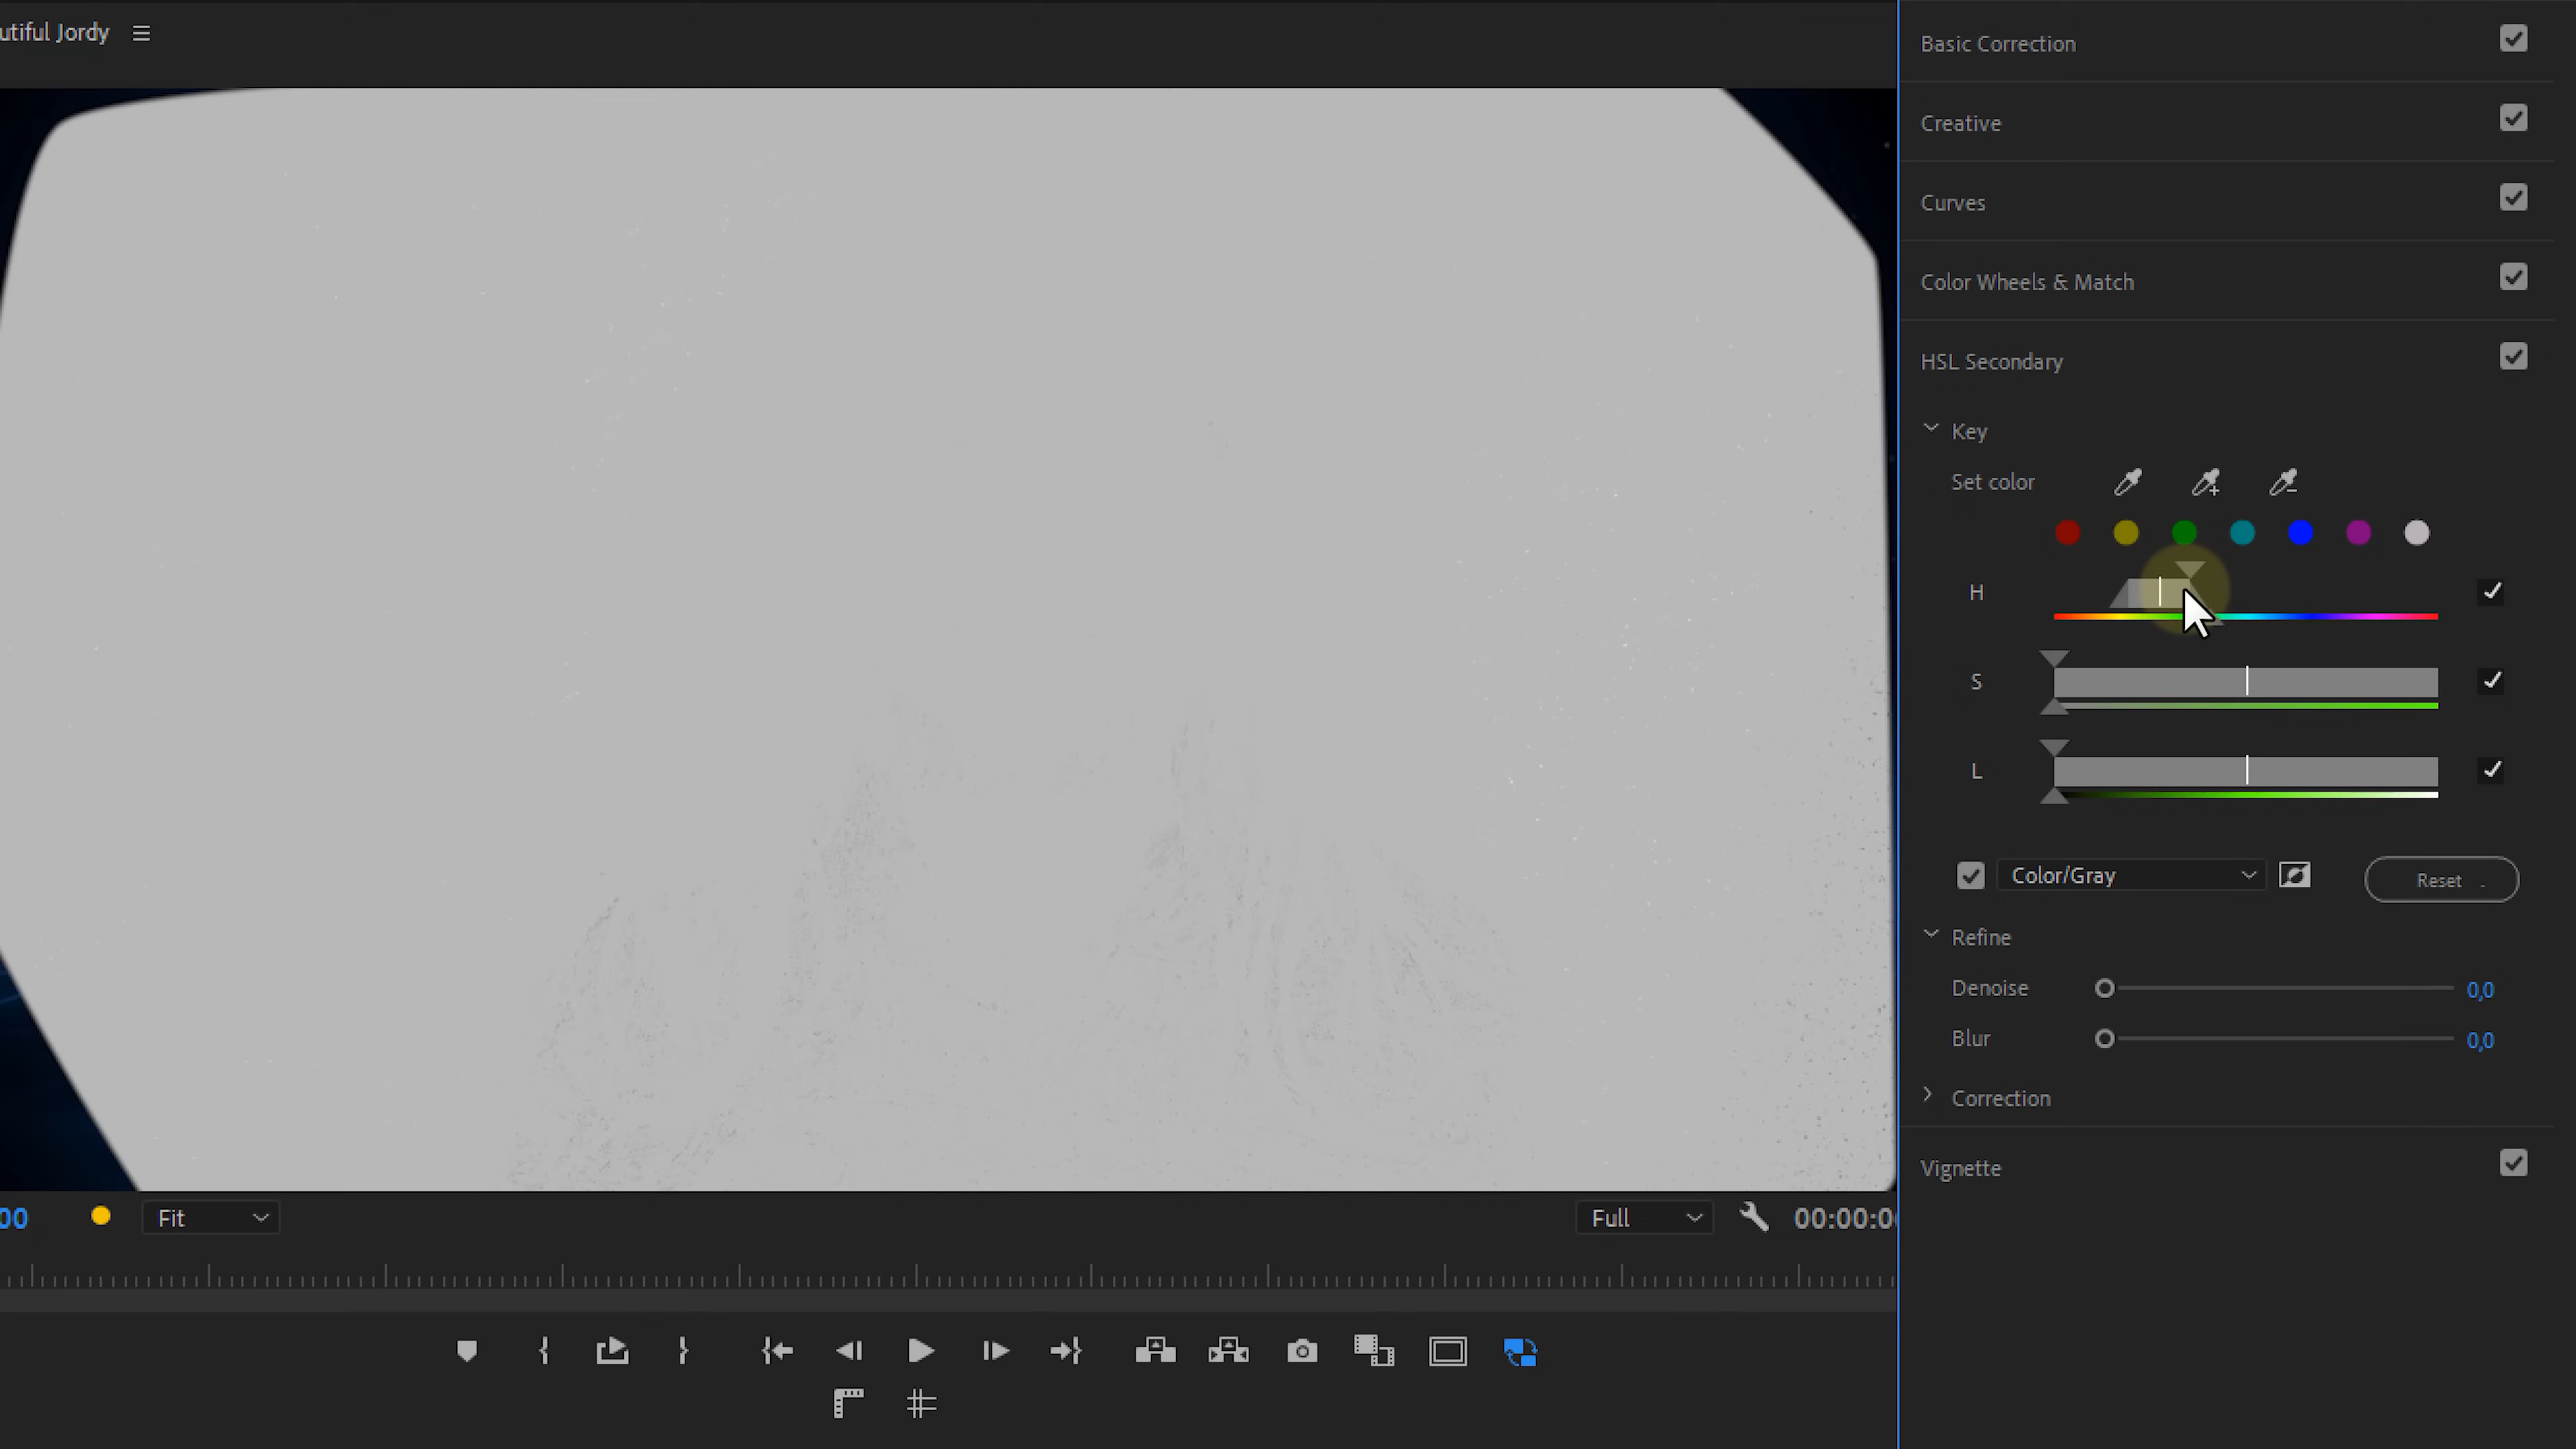 utiful Jordy
Basic Correction
Creative
Curves
Color Wheels & Match
HSL Secondary
Key
Set color
H
S
L
Color/Gray
Reset
Refine
Denoise
0,0
Blur
0,0
Correction
Vignette
00
Fit
Full
00:00:0